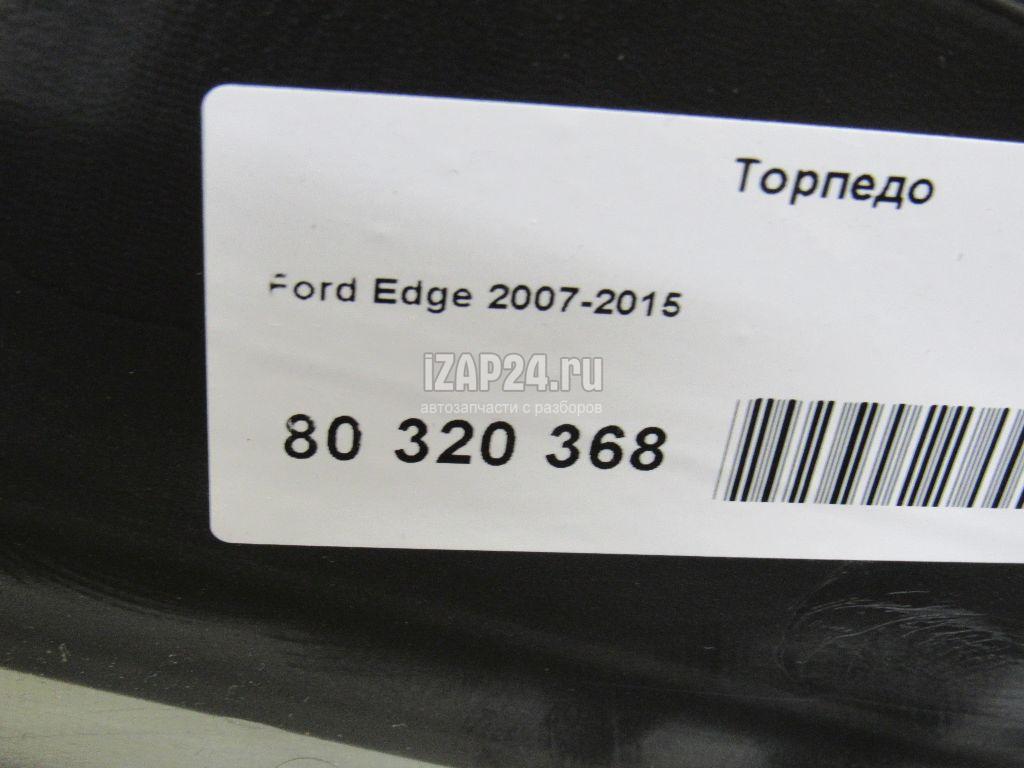 Торпедо
Ford Edge 2007-2015
iZAP24.ru
автозапчасти с разборов
80 320 368